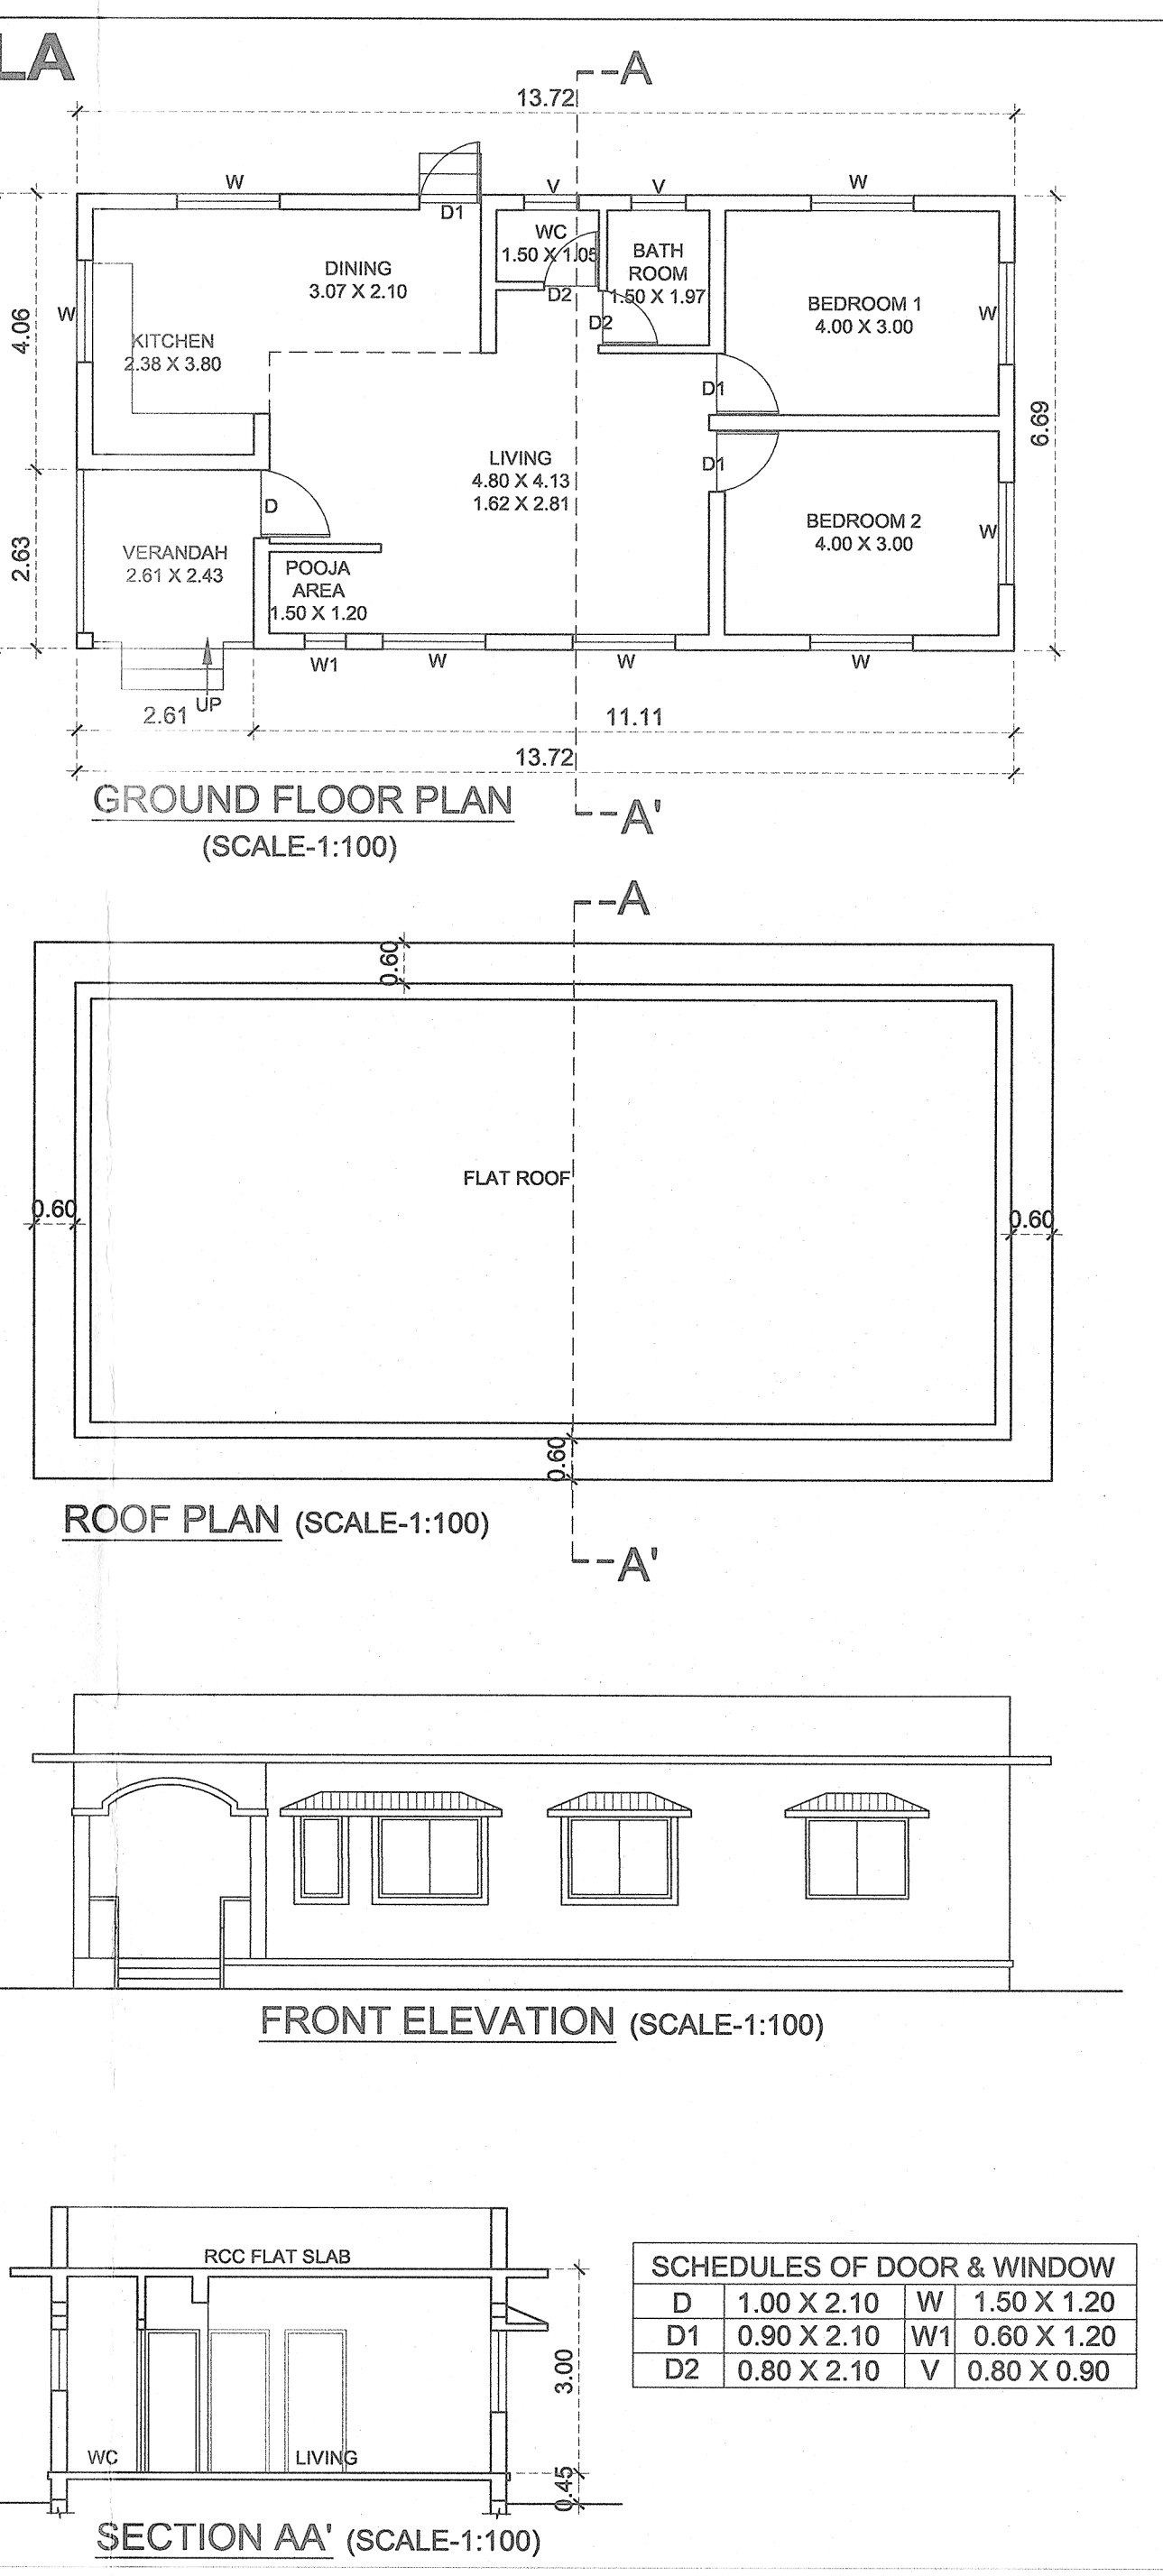 LA
A
13.72
W
D1
V
V
W
WC
1.50 X 1.05
BATH
ROOM
1.50 X 1.97
DINING
3.07 X 2.10
D2
D2
BEDROOM 1
4.00 X 3.00
W
W
4.06
KITCHEN
2.38 X 3.80
D1
6.69
LIVING
4.80 X 4.13
1.62 X 2.81
D1
D
BEDROOM 2
4.00 X 3.00
W
2.63
VERANDAH
2.61 X 2.43
POOJA
AREA
1.50 X 1.20
W1
W
W
W
UP
2.61
11.11
13.72
GROUND FLOOR PLAN
(SCALE-1:100)
A'
A
0.60
FLAT ROOF
0.60
0.60
0.60
ROOF PLAN (SCALE-1:100)
A'
FRONT ELEVATION (SCALE-1:100)
RCC FLAT SLAB
3.00
WC
LIVING
0.45
SECTION AA' (SCALE-1:100)
SCHEDULES OF DOOR & WINDOW
D 1.00 X 2.10 W 1.50 X 1.20
D1 0.90 X 2.10 W1 0.60 X 1.20
D2 0.80 X 2.10 V 0.80 X 0.90